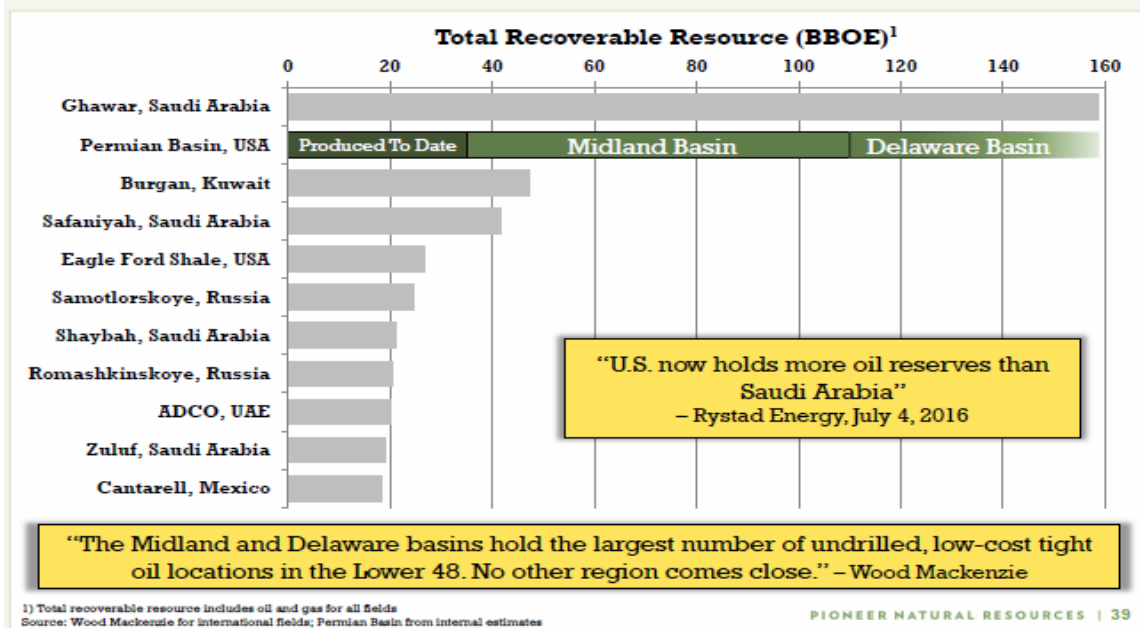 Total Recoverable Resource (BBOE)1
0 20 40 60 80 100 120 140 160
Ghawar, Saudi Arabia
Permian Basin, USA Produced To Date Midland Basin Delaware Basin
Burgan, Kuwait
Safaniyah, Saudi Arabia
Eagle Ford Shale, USA
Samotlorskoye, Russia
Shaybah, Saudi Arabia
Romashkinskoye, Russia
ADCO, UAE
Zuluf, Saudi Arabia
Cantarell, Mexico
“U.S. now holds more oil reserves than
Saudi Arabia”
– Rystad Energy, July 4, 2016
“The Midland and Delaware basins hold the largest number of undrilled, low-cost tight
oil locations in the Lower 48. No other region comes close.” – Wood Mackenzie
1) Total recoverable resource includes oil and gas for all fields
Source: Wood Mackenzie for international fields; Permian Basin from internal estimates
PIONEER NATURAL RESOURCES | 39